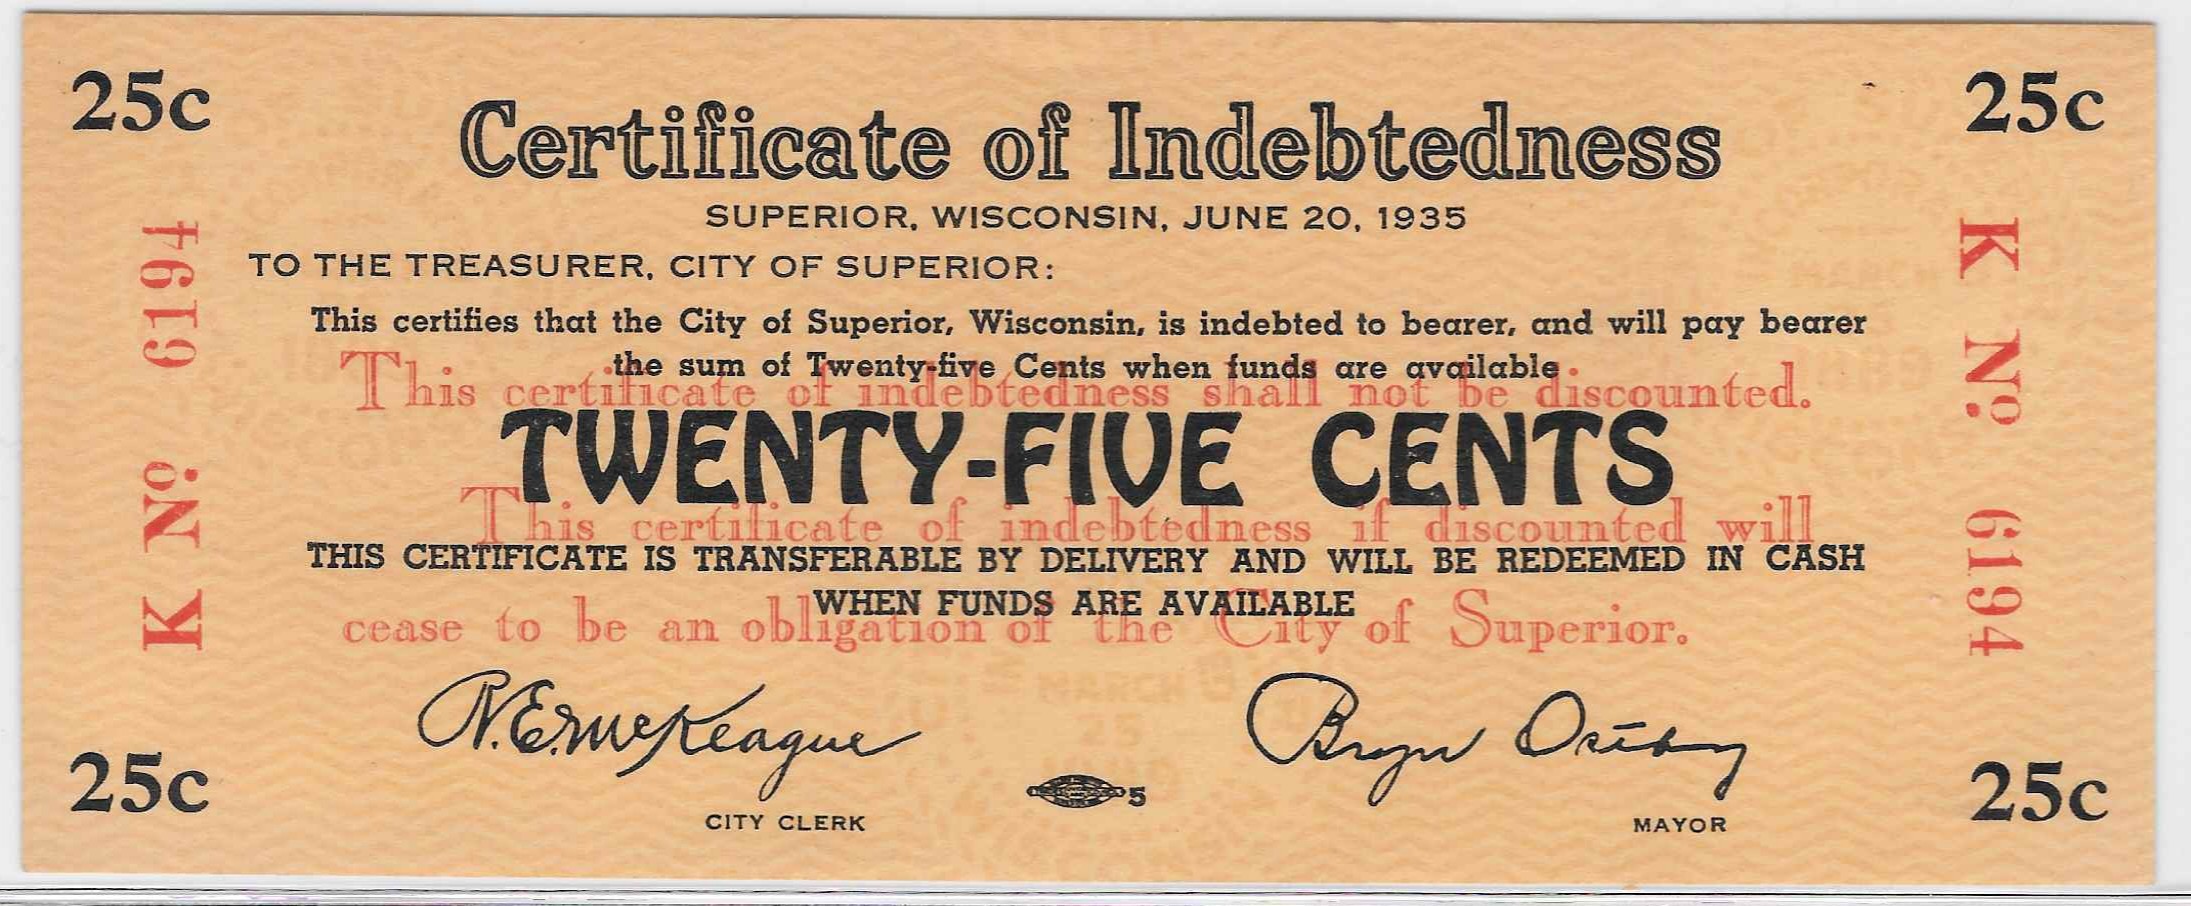 25c
25c
Certificate of Indebtedness
SUPERIOR, WISCONSIN, JUNE 20, 1935
TO THE TREASURER, CITY OF SUPERIOR:
This certifies that the City of Superior, Wisconsin, is indebted to bearer, and will pay bearer
the sum of Twenty-five Cents when funds are available
This certificate of indebtedness shall not be discounted.
TWENTY-FIVE CENTS
This certificate of indebtedness if discounted will
THIS CERTIFICATE IS TRANSFERABLE BY DELIVERY AND WILL BE REDEEMED IN CASH
WHEN FUNDS ARE AVAILABLE
cease to be an obligation of the City of Superior.
K No. 6194
K No. 6194
R.E. McKeague
Bryn Ostby
CITY CLERK
5
MAYOR
25c
25c